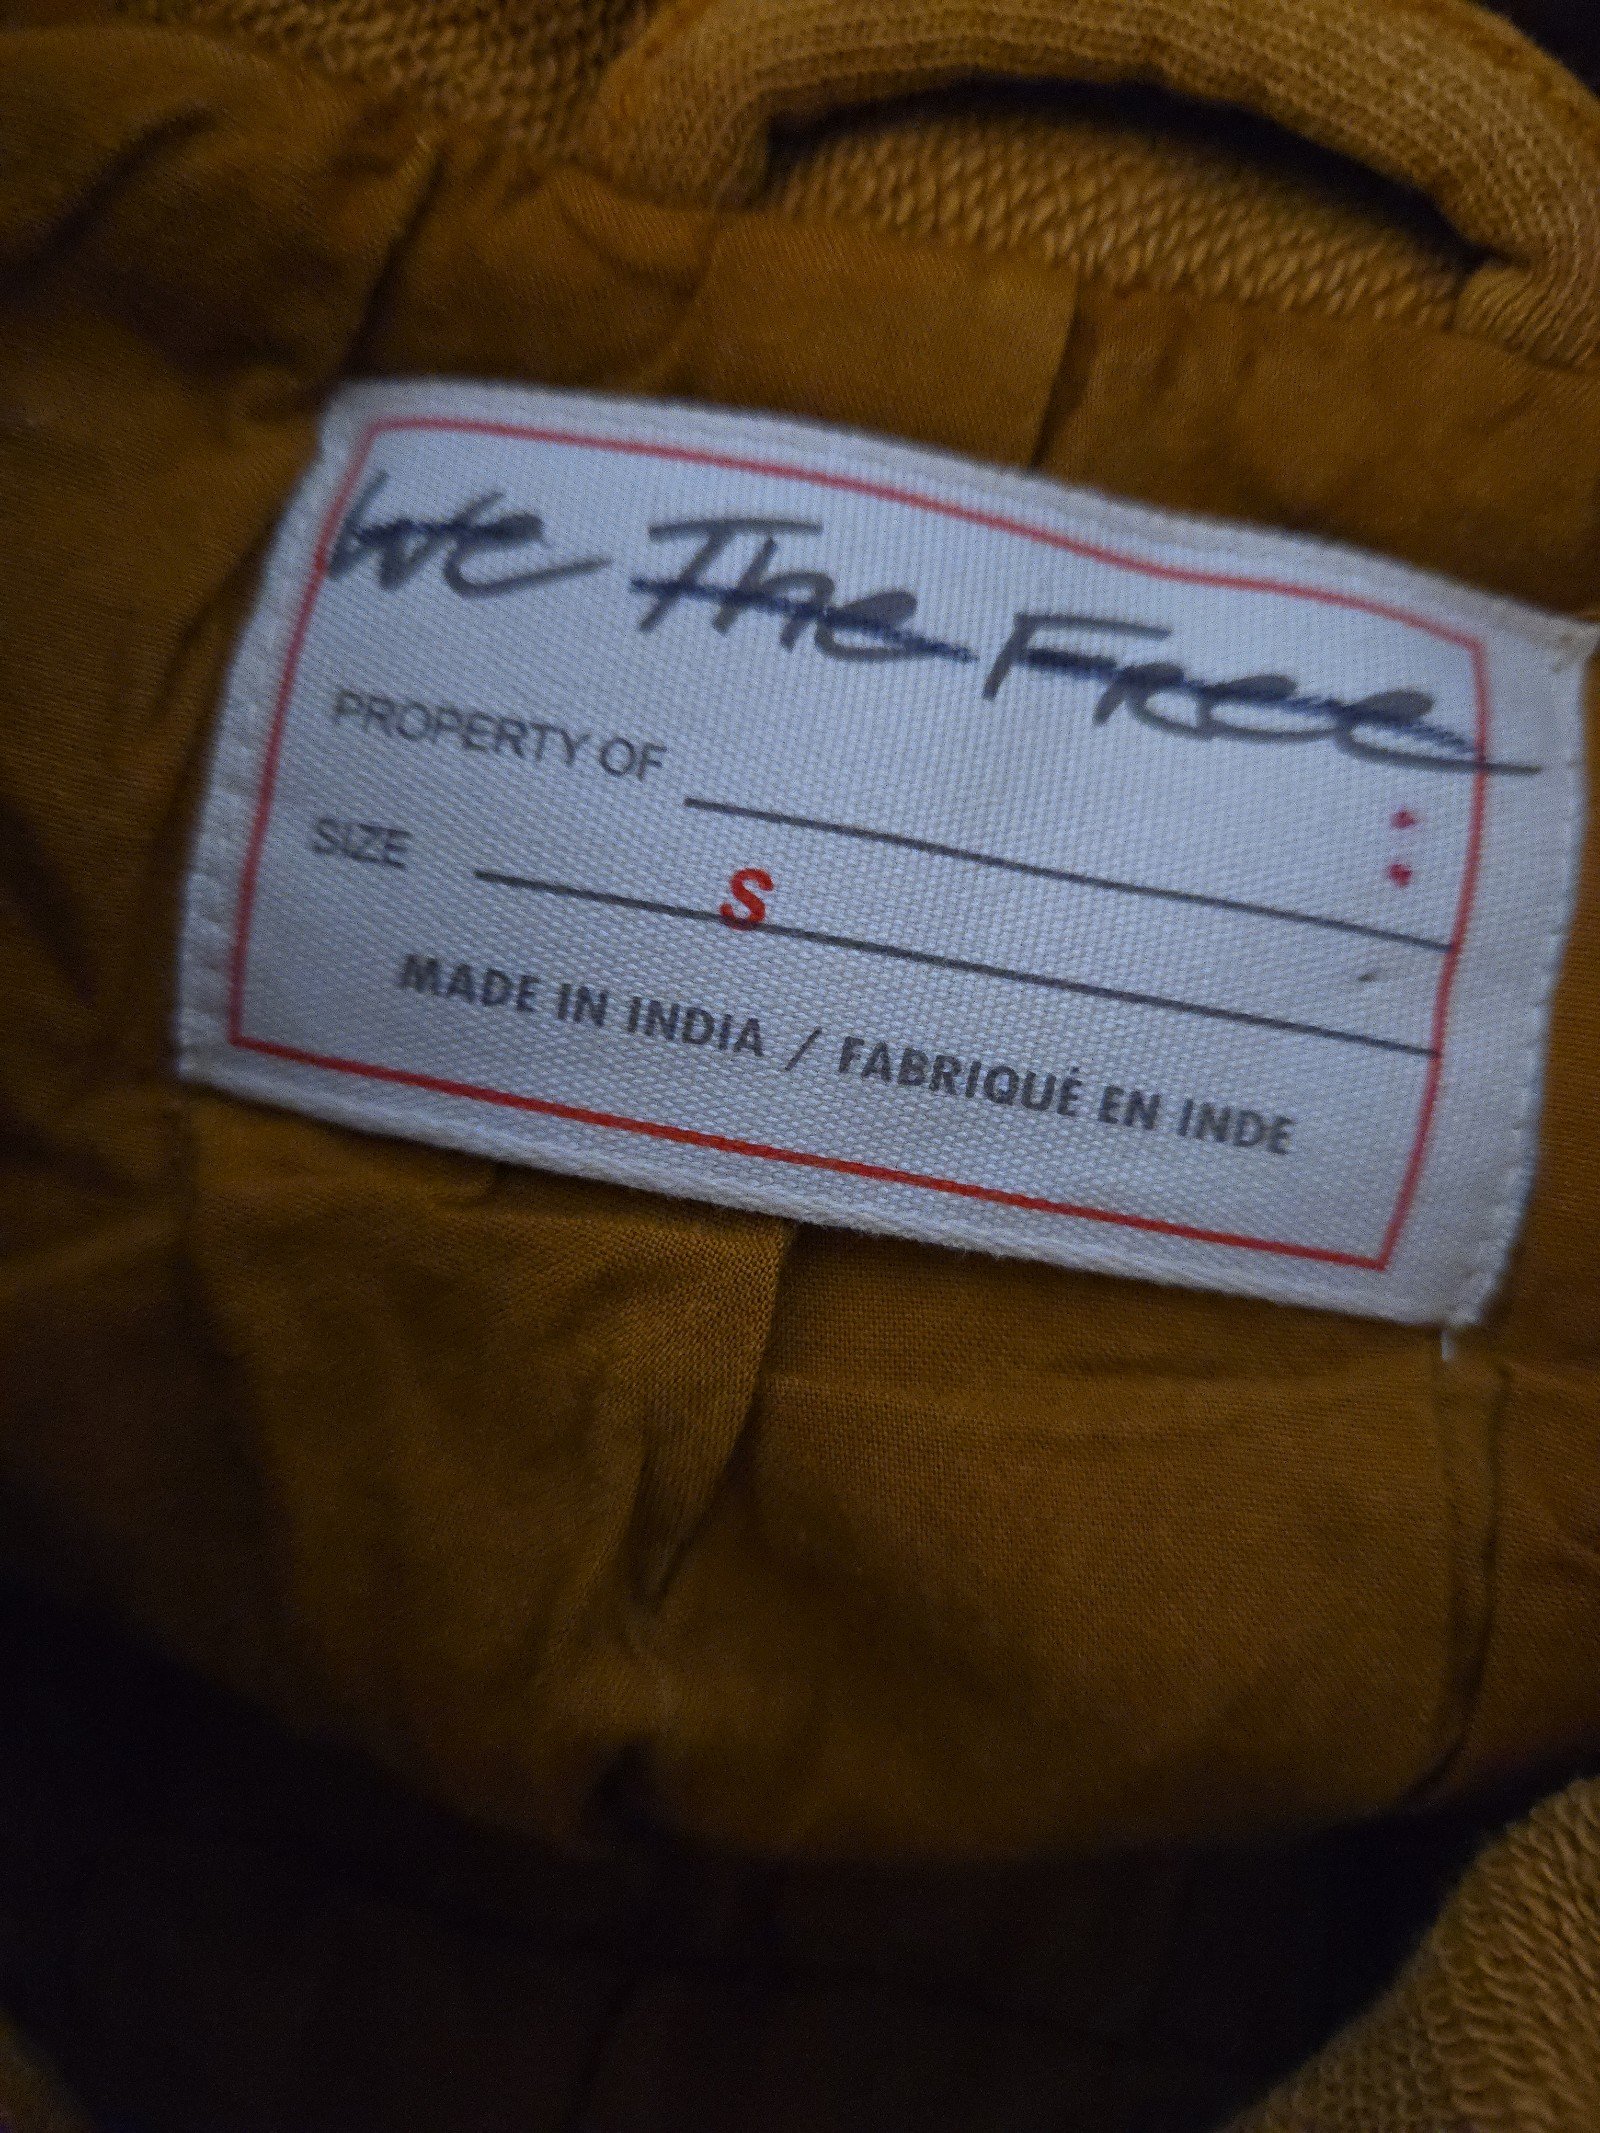 We The Free
PROPERTY OF
SIZE S
MADE IN INDIA / FABRIQUÉ EN INDE